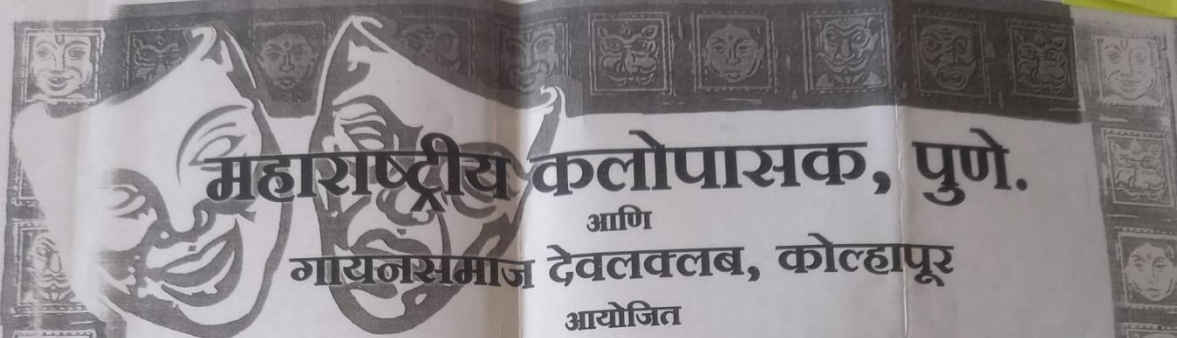 महाराष्ट्रीय कलोपासक, पुणे.
आणि
गायनसमाज देवलक्लब, कोल्हापूर
आयोजित